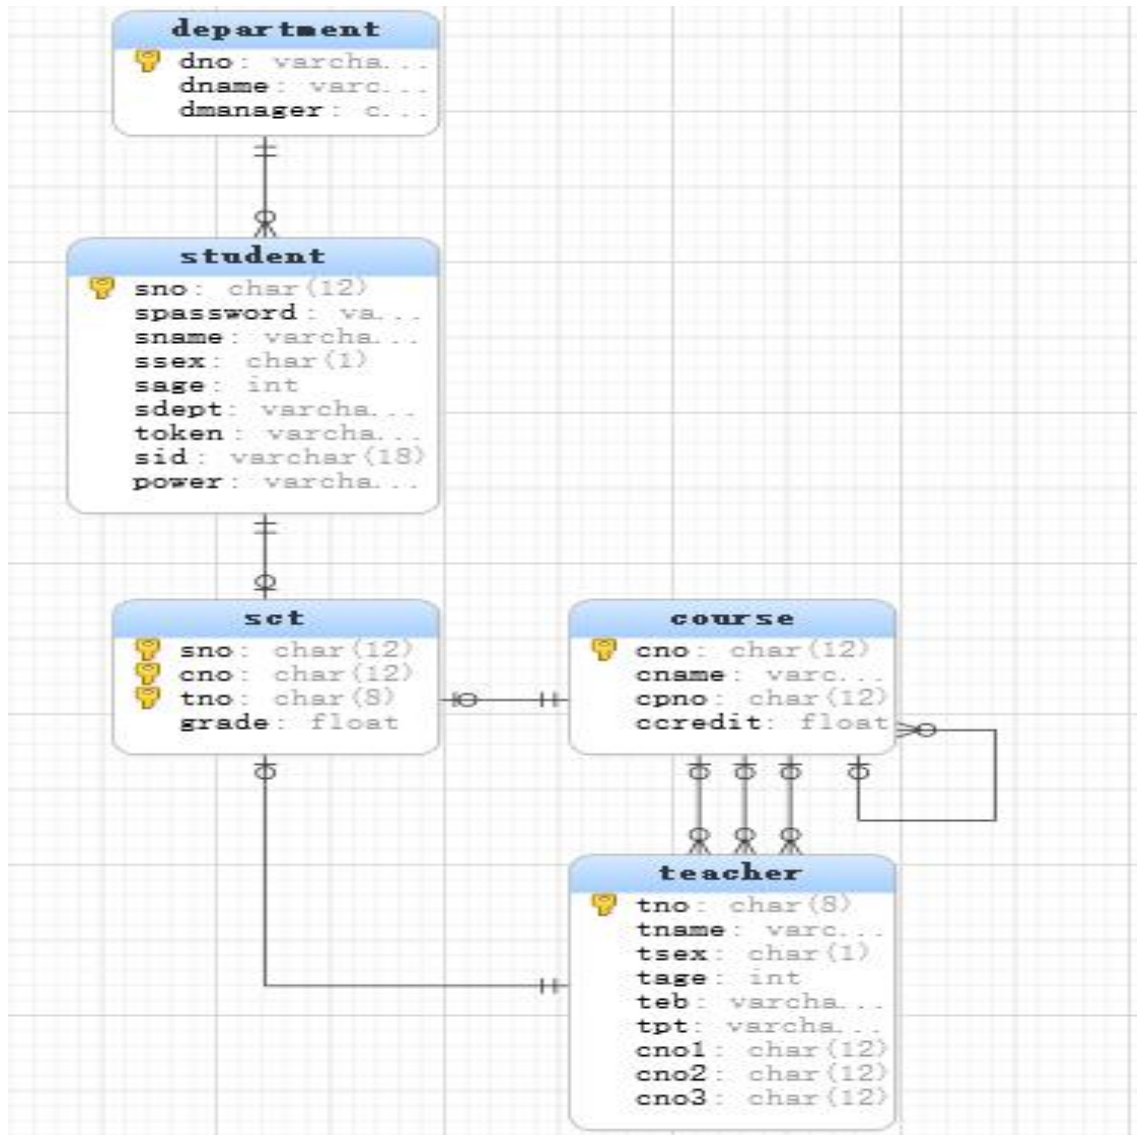 department
dno: varcha...
dname: varc...
dmanager: c...
student
sno: char(12)
spassword: va...
sname: varcha...
ssex: char(1)
sage: int
sdept: varcha...
token: varcha...
sid: varchar(18)
power: varcha...
sct
sno: char(12)
cno: char(12)
tno: char(8)
grade: float
course
cno: char(12)
cname: varc...
cpno: char(12)
ccredit: float
teacher
tno: char(8)
tname: varc...
tsex: char(1)
tage: int
teb: varcha...
tpt: varcha...
cno1: char(12)
cno2: char(12)
cno3: char(12)